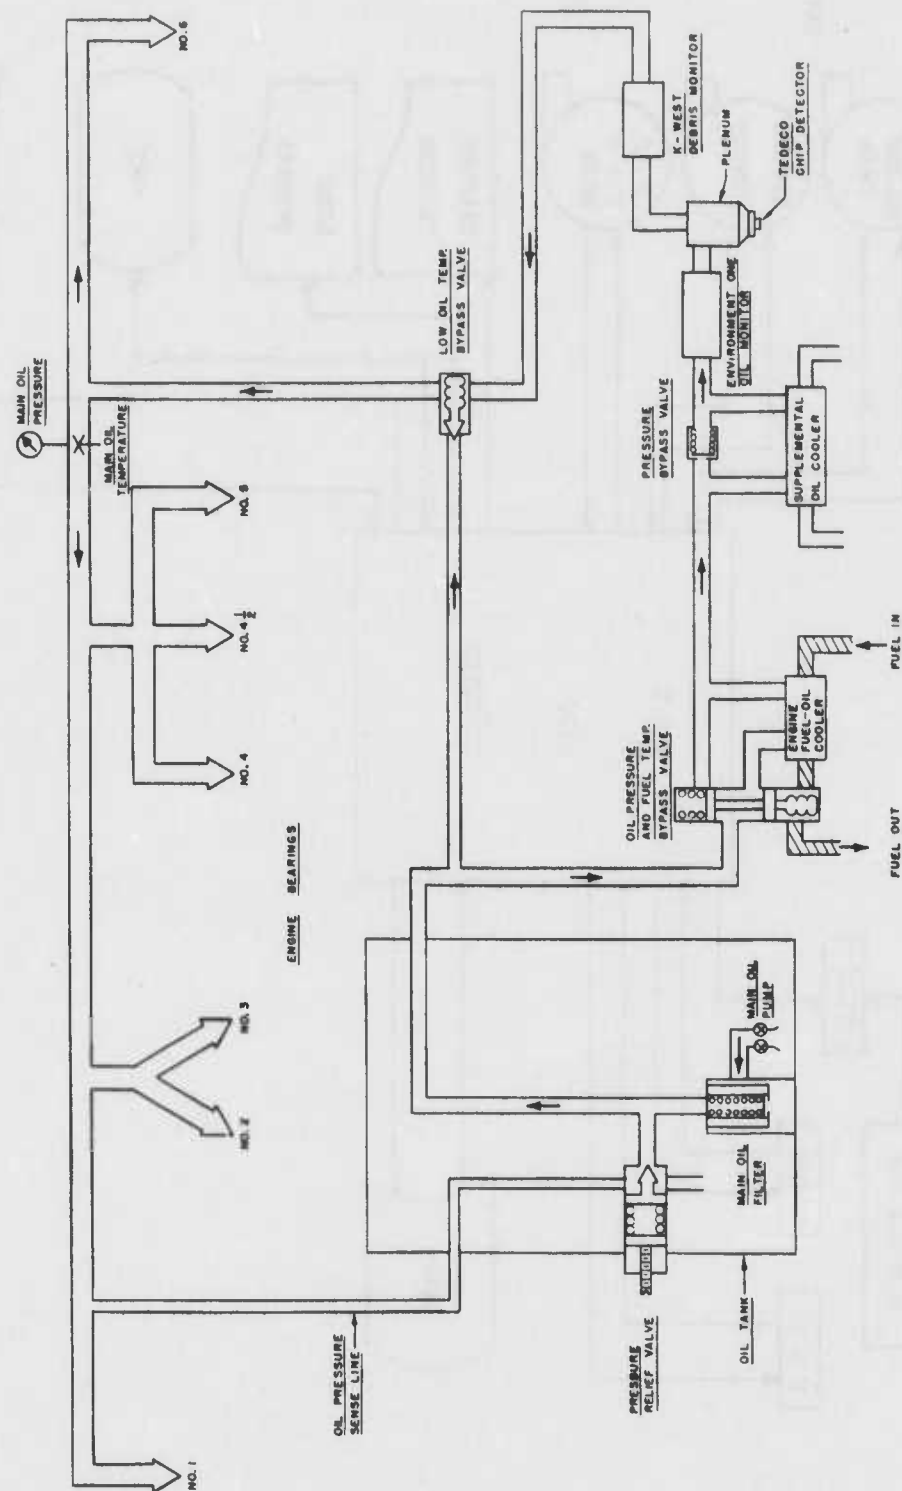 NO. 6
MAIN OIL
PRESSURE
MAIN OIL
TEMPERATURE
NO. 5
NO. 4 1/2
NO. 4
ENGINE BEARINGS
NO. 3
NO. 2
NO. 1
LOW OIL TEMP.
BYPASS VALVE
K-WEST
DEBRIS MONITOR
PLENUM
TEDECO
CHIP DETECTOR
ENVIRONMENT ONE
OIL MONITOR
PRESSURE
BYPASS VALVE
SUPPLEMENTAL
OIL COOLER
OIL PRESSURE
AND FUEL TEMP.
BYPASS VALVE
ENGINE
FUEL-OIL
COOLER
FUEL IN
FUEL OUT
MAIN OIL
PUMP
MAIN OIL
FILTER
OIL TANK
PRESSURE
RELIEF VALVE
OIL PRESSURE
SENSE LINE